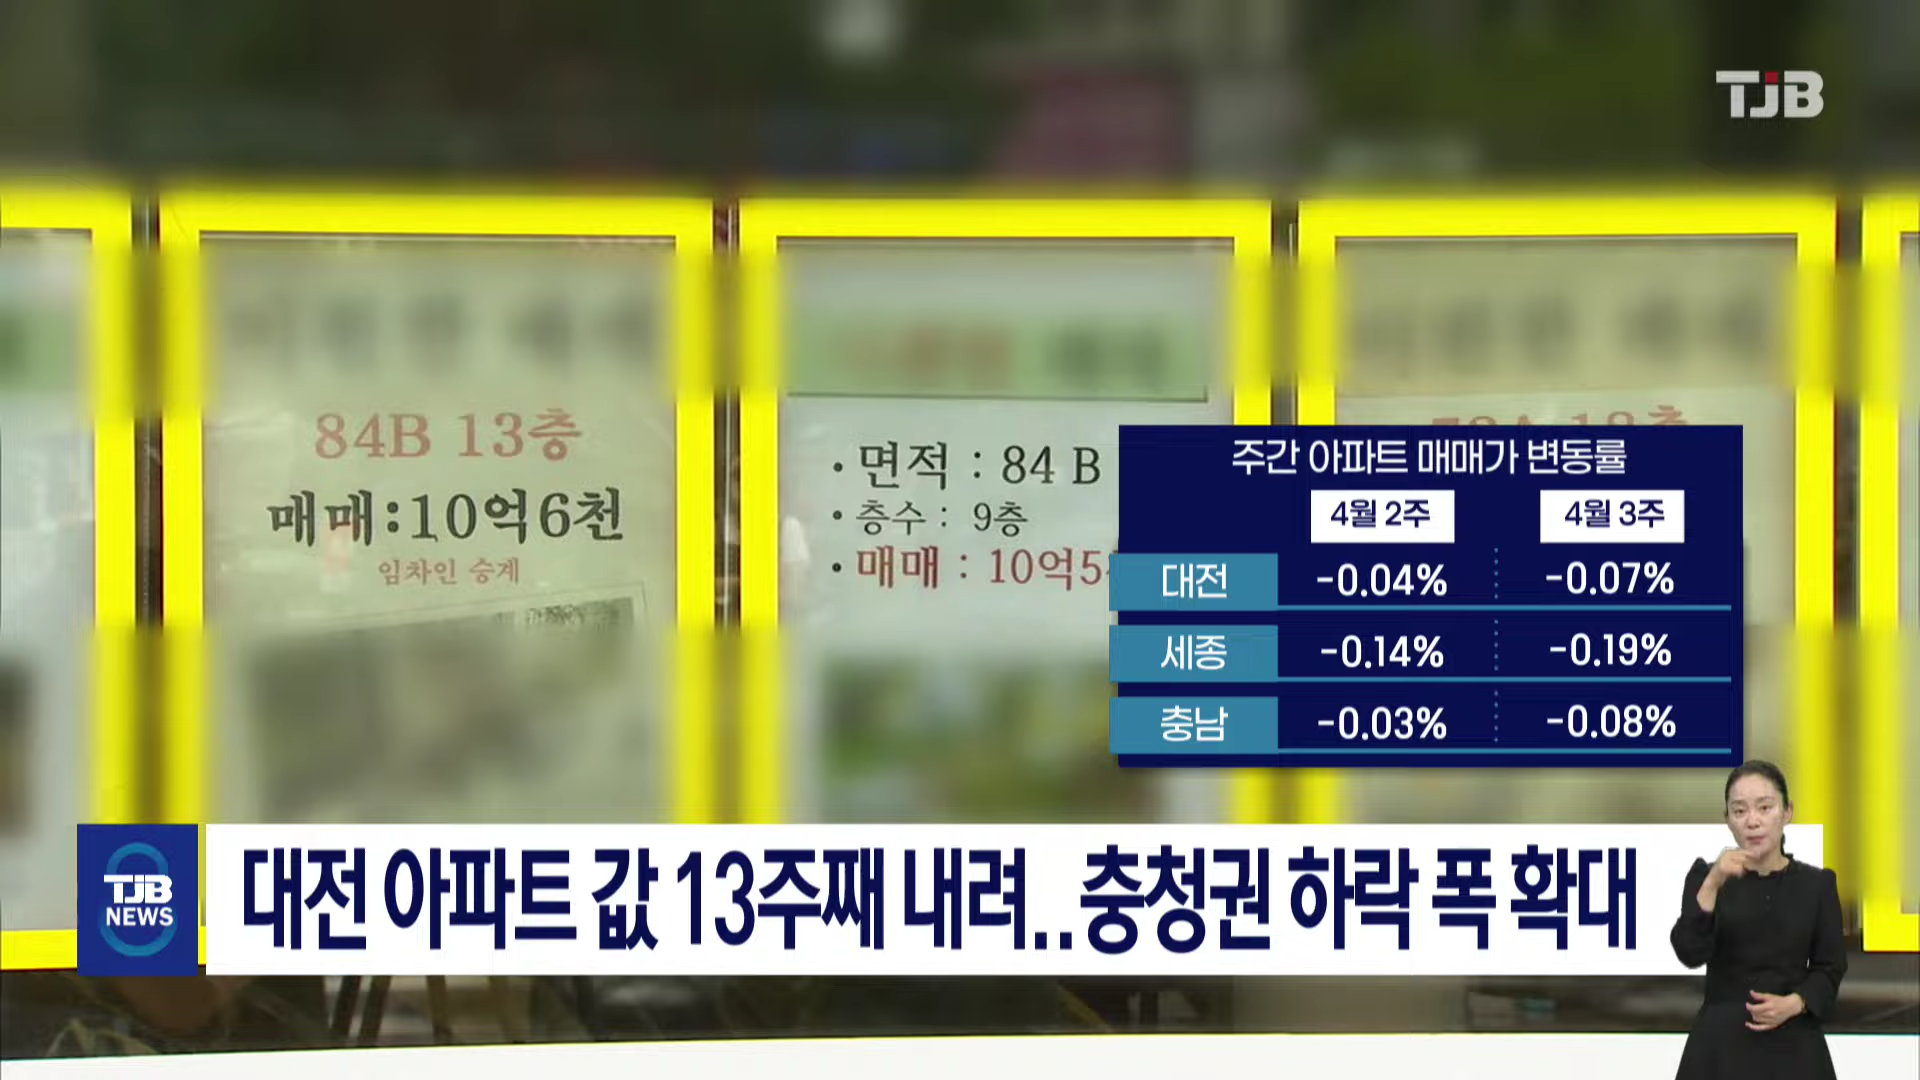 TJB
84B 13층
매매:10억6천
임차인 승계
• 면적 : 84 B
• 층수 : 9층
• 매매 : 10억5
주간 아파트 매매가 변동률
4월 2주 4월 3주
대전 -0.04% -0.07%
세종 -0.14% -0.19%
충남 -0.03% -0.08%
TJB
NEWS
대전 아파트 값 13주째 내려..충청권 하락 폭 확대